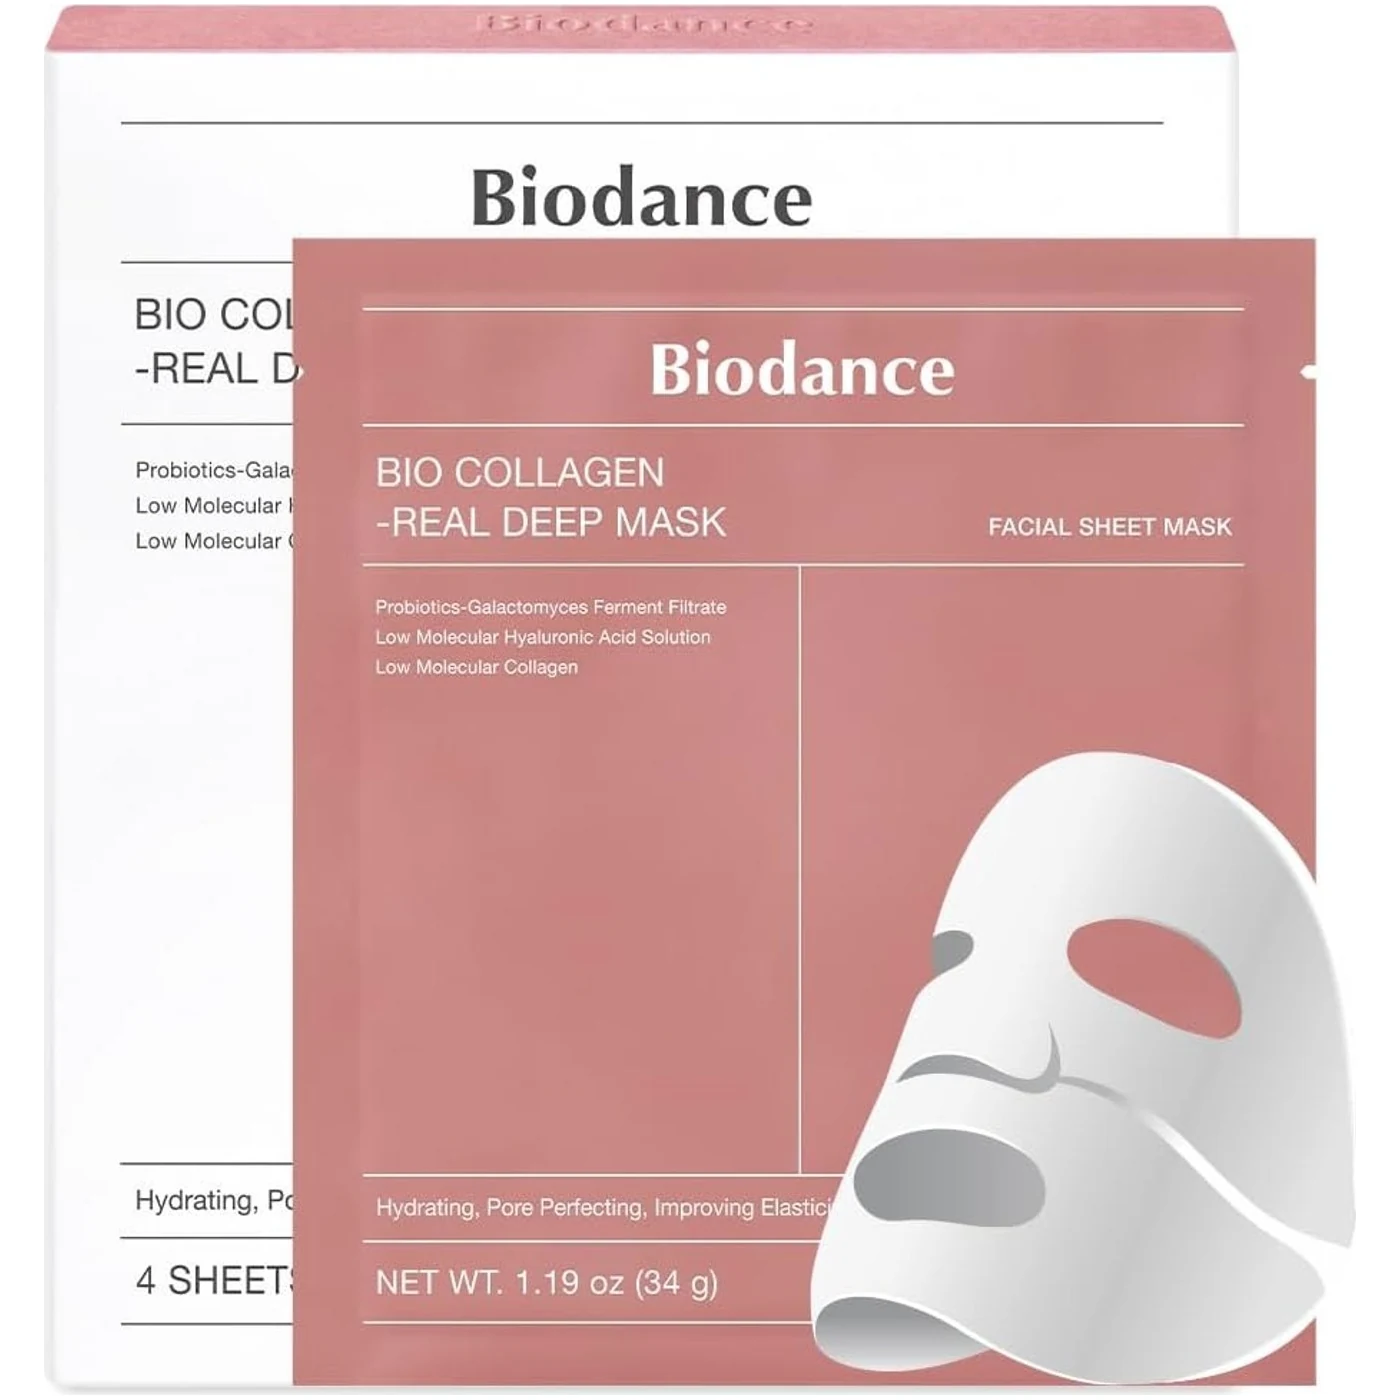 Biodance
Biodance
BIO COL
-REAL D
Probiotics-Gala
Low Molecular
Low Molecular
Hydrating, Po
4 SHEETS
Biodance
BIO COLLAGEN
-REAL DEEP MASK
FACIAL SHEET MASK
Probiotics-Galactomyces Ferment Filtrate
Low Molecular Hyaluronic Acid Solution
Low Molecular Collagen
Hydrating, Pore Perfecting, Improving Elastici
NET WT. 1.19 oz (34 g)